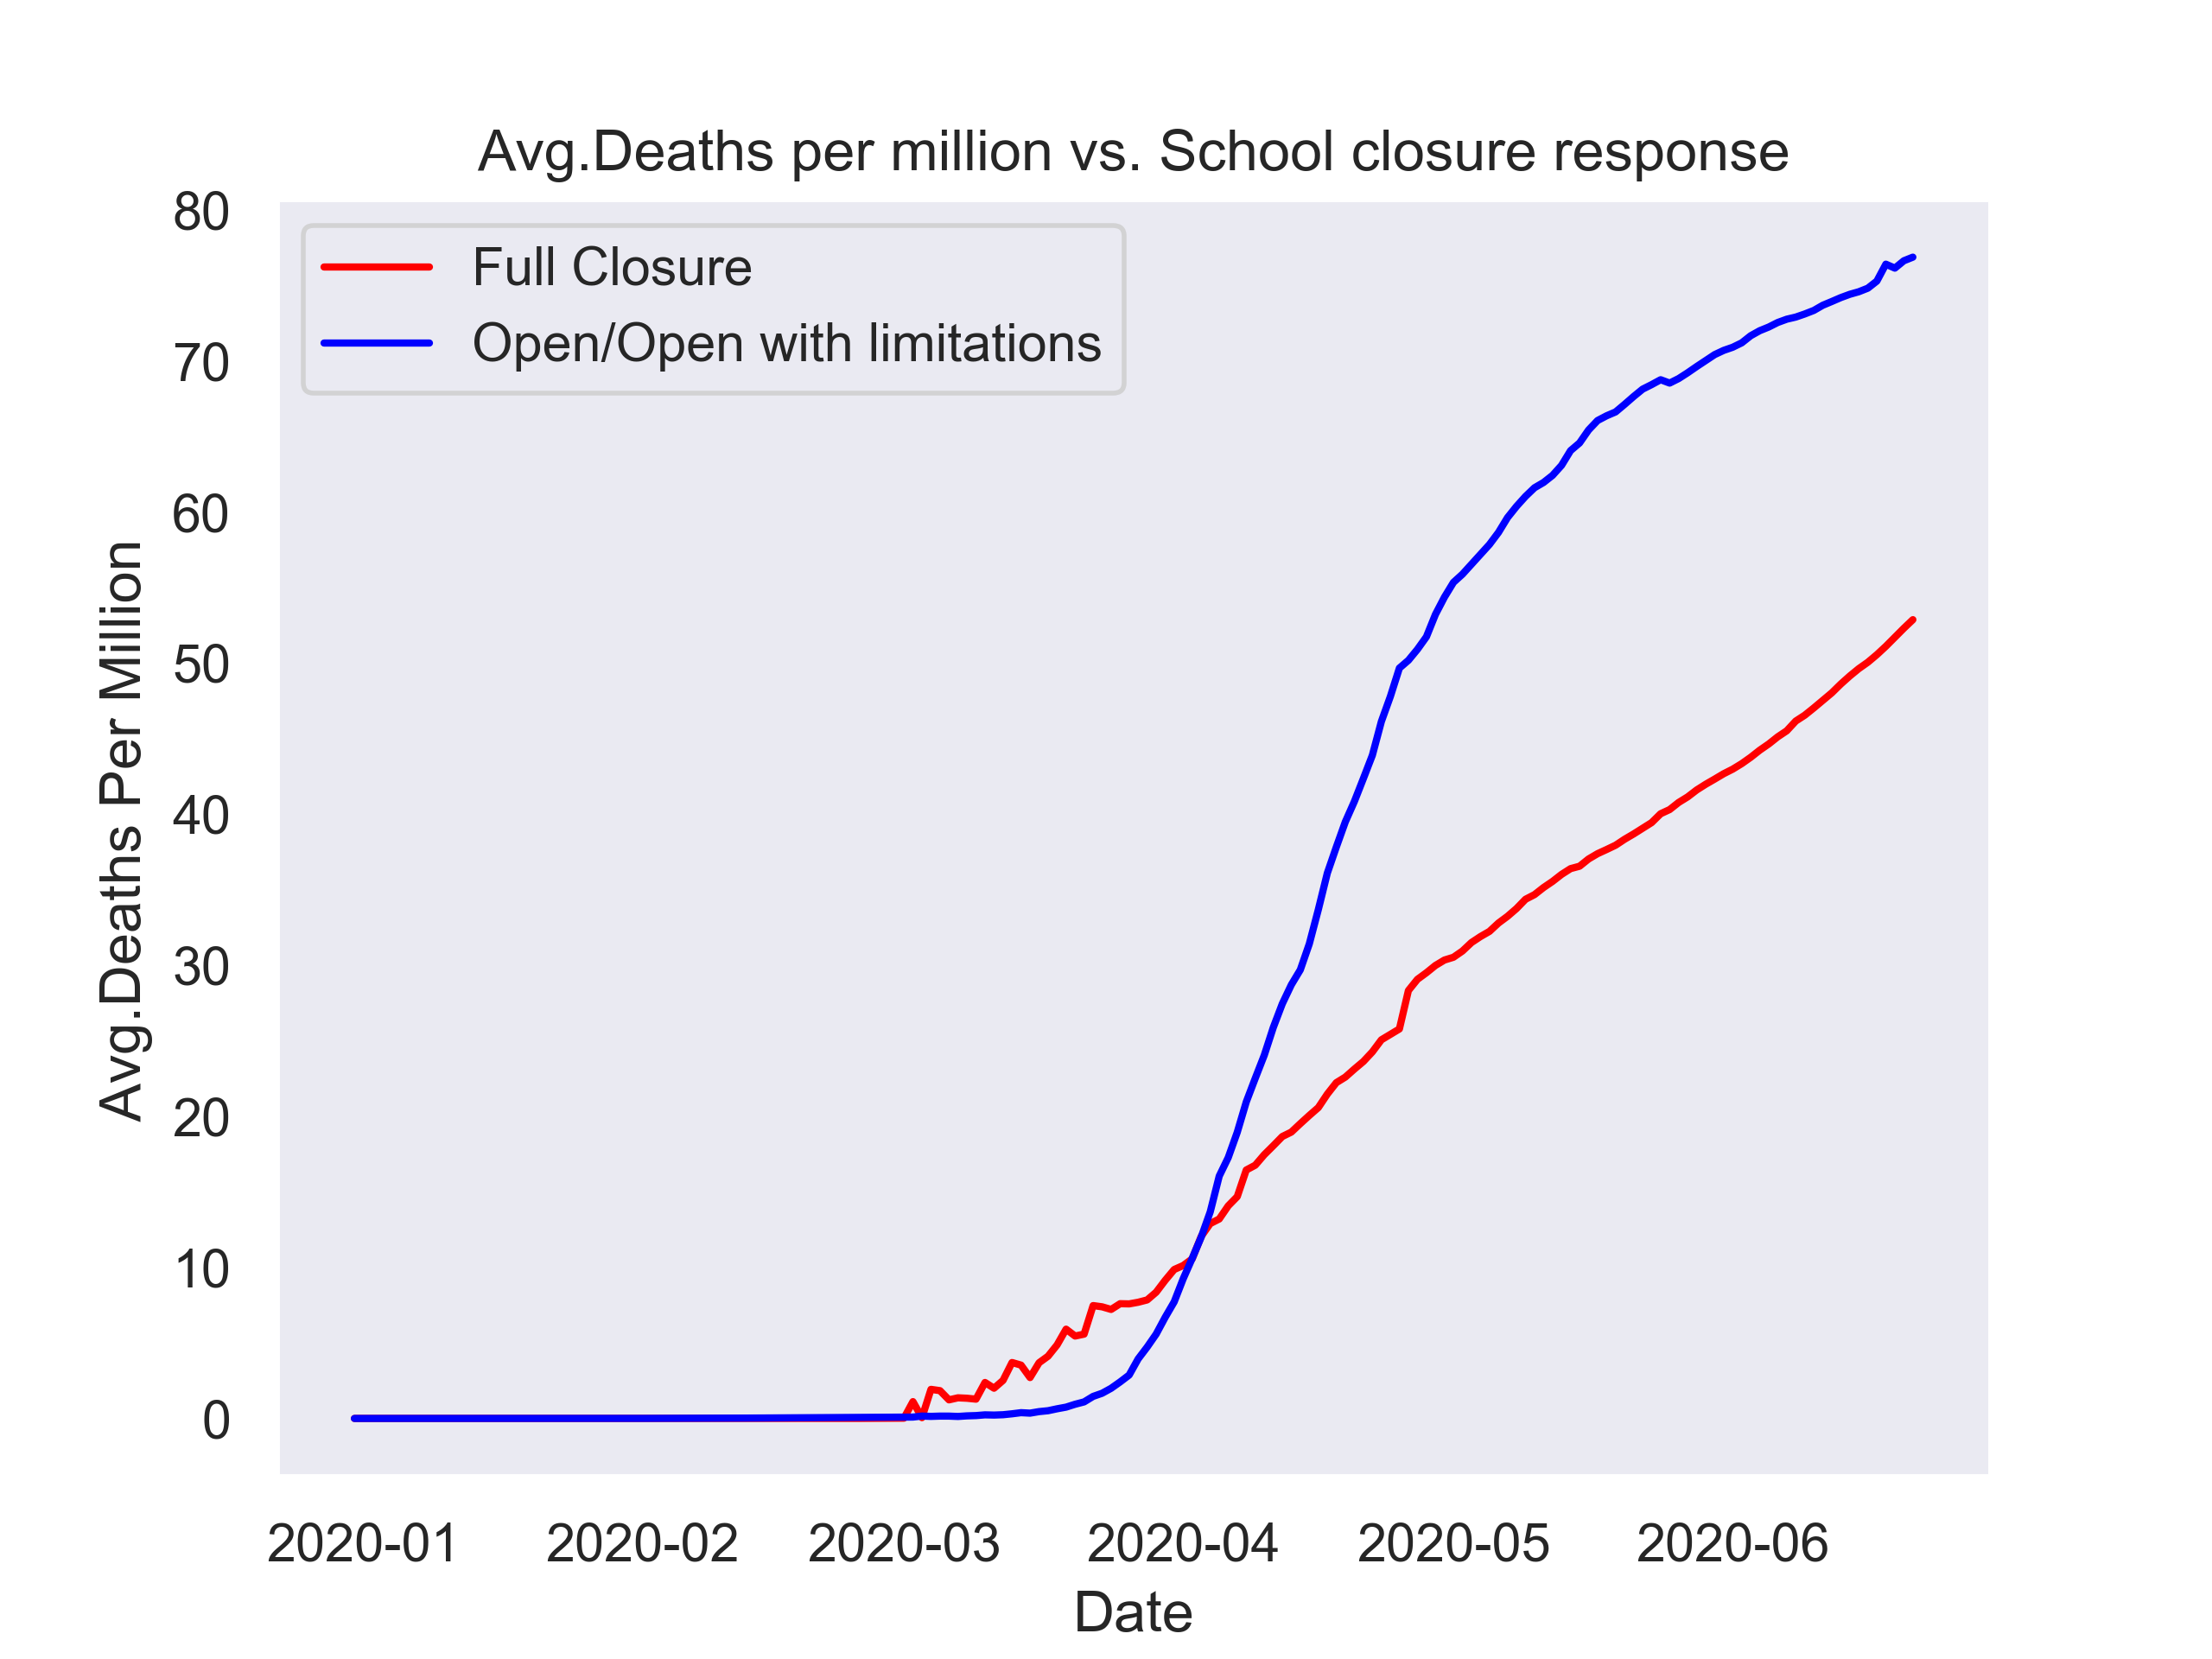 Avg.Deaths per million vs. School closure response
Full Closure
Open/Open with limitations
80
70
60
50
40
30
20
10
0
Avg.Deaths Per Million
2020-01 2020-02 2020-03 2020-04 2020-05 2020-06
Date